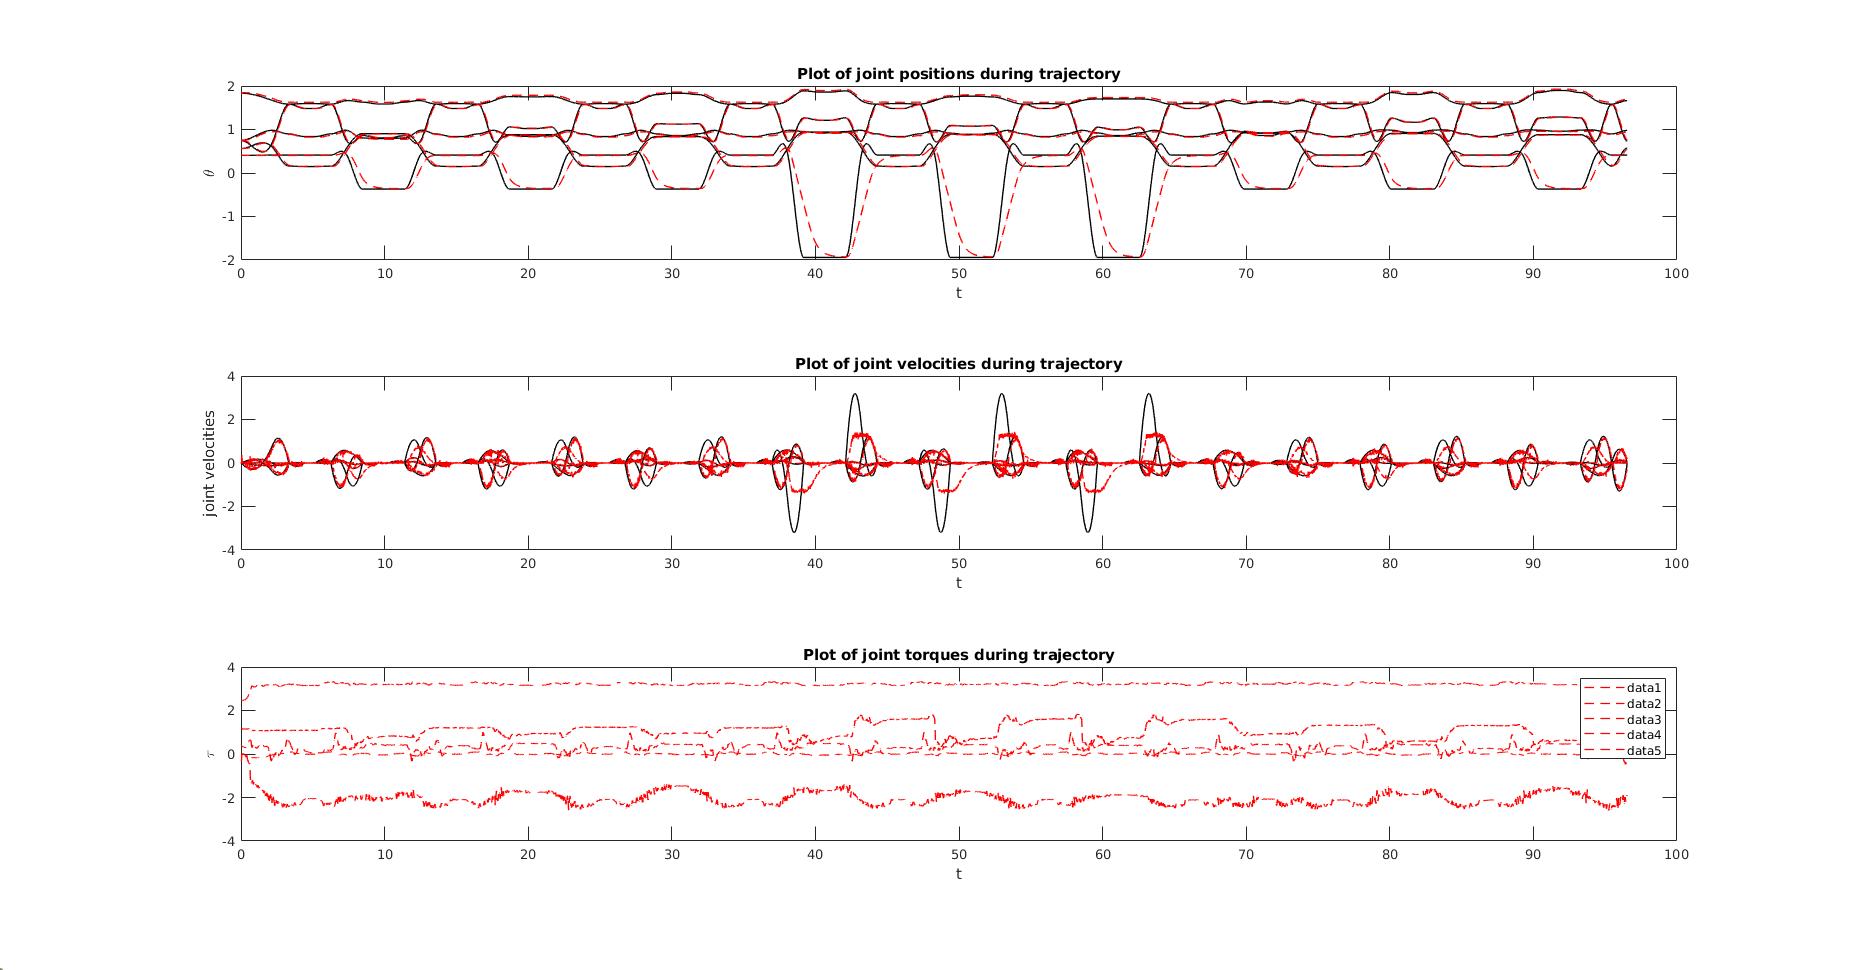 Plot of joint positions during trajectory
2
1
0
-1
-2
θ
0 10 20 30 40 50 60 70 80 90 100
t
Plot of joint velocities during trajectory
4
2
0
-2
-4
joint velocities
0 10 20 30 40 50 60 70 80 90 100
t
Plot of joint torques during trajectory
4
2
0
-2
-4
τ
data1
data2
data3
data4
data5
0 10 20 30 40 50 60 70 80 90 100
t